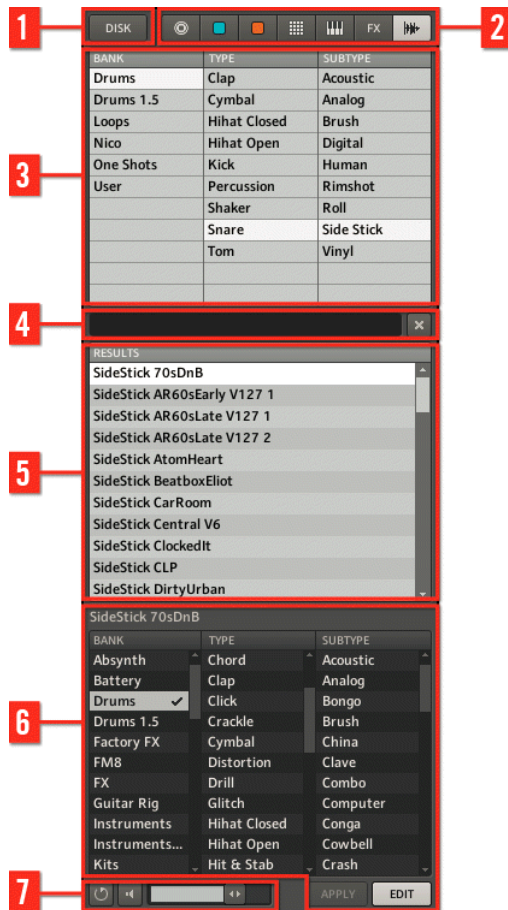 1 DISK FX 2
BANK TYPE SUBTYPE
Drums Clap Acoustic
Drums 1.5 Cymbal Analog
Loops Hihat Closed Brush
Nico Hihat Open Digital
One Shots Kick Human
User Percussion Rimshot
Shaker Roll
Snare Side Stick
Tom Vinyl
3
4
RESULTS
SideStick 70sDnB
SideStick AR60sEarly V127 1
SideStick AR60sLate V127 1
SideStick AR60sLate V127 2
SideStick AtomHeart
SideStick BeatboxEliot
SideStick CarRoom
SideStick Central V6
SideStick ClockedIt
SideStick CLP
SideStick DirtyUrban
5
SideStick 70sDnB
BANK TYPE SUBTYPE
Absynth Chord Acoustic
Battery Clap Analog
Drums Click Bongo
Drums 1.5 Crackle Brush
Factory FX Cymbal China
FM8 Distortion Clave
FX Drill Combo
Guitar Rig Glitch Computer
Instruments Hihat Closed Conga
Instruments... Hihat Open Cowbell
Kits Hit & Stab Crash
6
7 APPLY EDIT